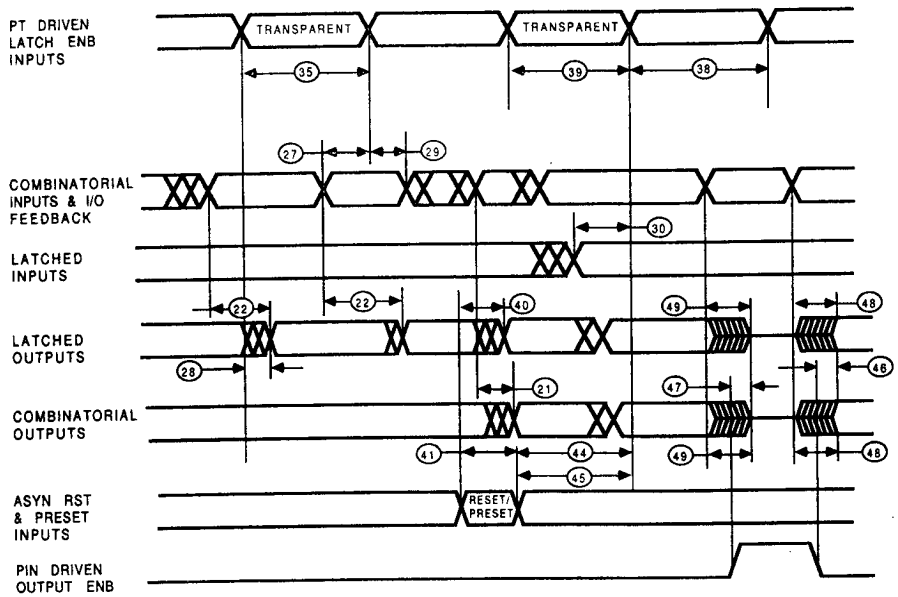 PT DRIVEN
LATCH ENB
INPUTS
TRANSPARENT
TRANSPARENT
35
39
38
27
29
COMBINATORIAL
INPUTS & I/O
FEEDBACK
30
LATCHED
INPUTS
22
22
40
49
48
LATCHED
OUTPUTS
28
21
47
46
COMBINATORIAL
OUTPUTS
41
44
49
48
45
ASYN RST
& PRESET
INPUTS
RESET/
PRESET
PIN DRIVEN
OUTPUT ENB